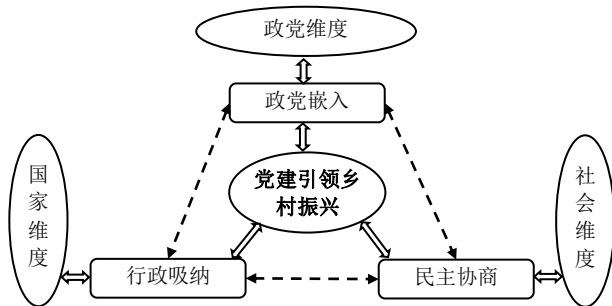 政党维度
政党嵌入
党建引领乡
村振兴
国家维度
社会维度
行政吸纳
民主协商